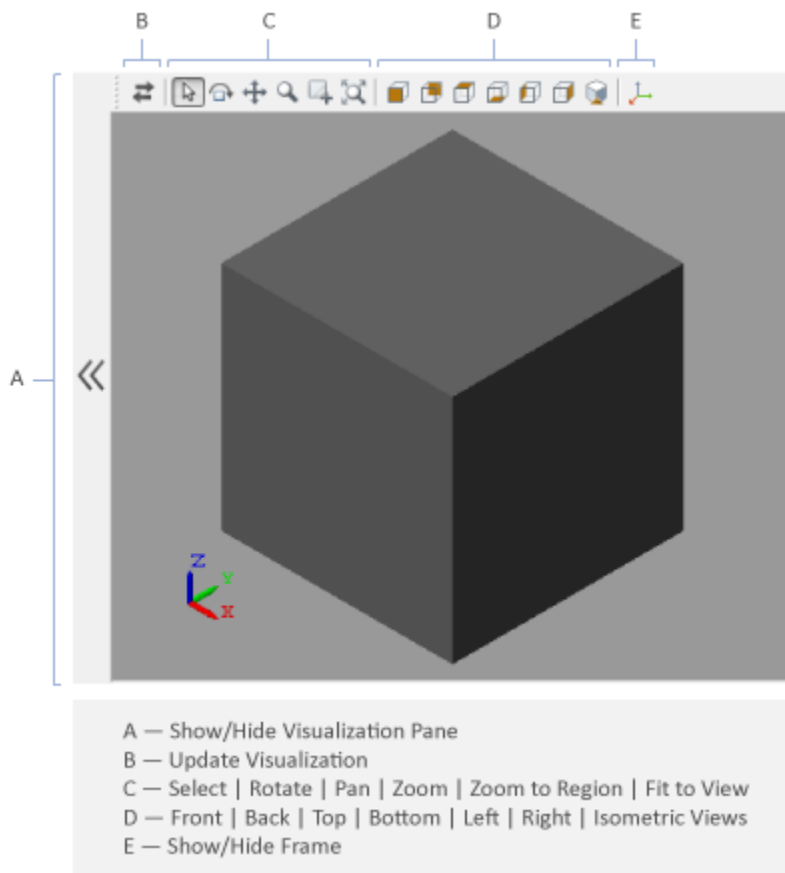 B C D E
A
Z
Y
X
A — Show/Hide Visualization Pane
B — Update Visualization
C — Select | Rotate | Pan | Zoom | Zoom to Region | Fit to View
D — Front | Back | Top | Bottom | Left | Right | Isometric Views
E — Show/Hide Frame